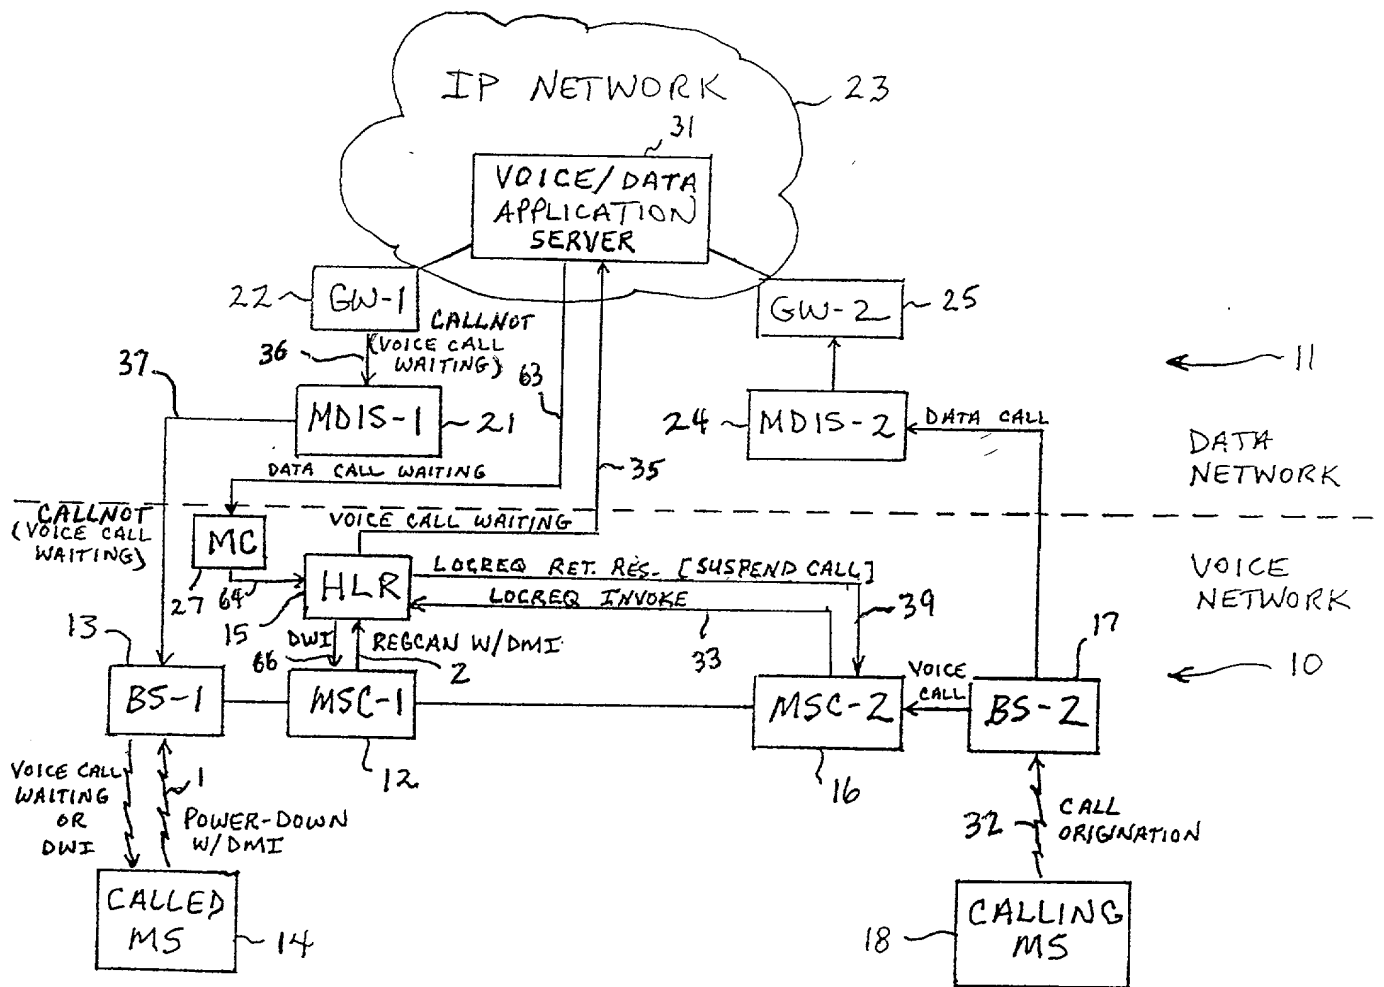 IP NETWORK
23
31
VOICE/DATA
APPLICATION
SERVER
22
GW-1
GW-2
25
CALLNOT
(VOICE CALL
WAITING)
36
63
11
37
MDIS-1
21
24
MDIS-2
DATA CALL
DATA CALL WAITING
35
DATA
NETWORK
CALLNOT
(VOICE CALL
WAITING)
VOICE CALL WAITING
MC
27
64
HLR
15
LOCREQ RET. RES. [SUSPEND CALL]
LOCREQ INVOKE
39
33
VOICE
NETWORK
13
DWI
66
REGCAN W/DMI
2
17
10
BS-1
MSC-1
MSC-2
VOICE
CALL
BS-2
12
16
VOICE CALL
WAITING
OR
DWI
1
POWER-DOWN
W/DMI
32
CALL
ORIGINATION
CALLED
MS
14
18
CALLING
MS